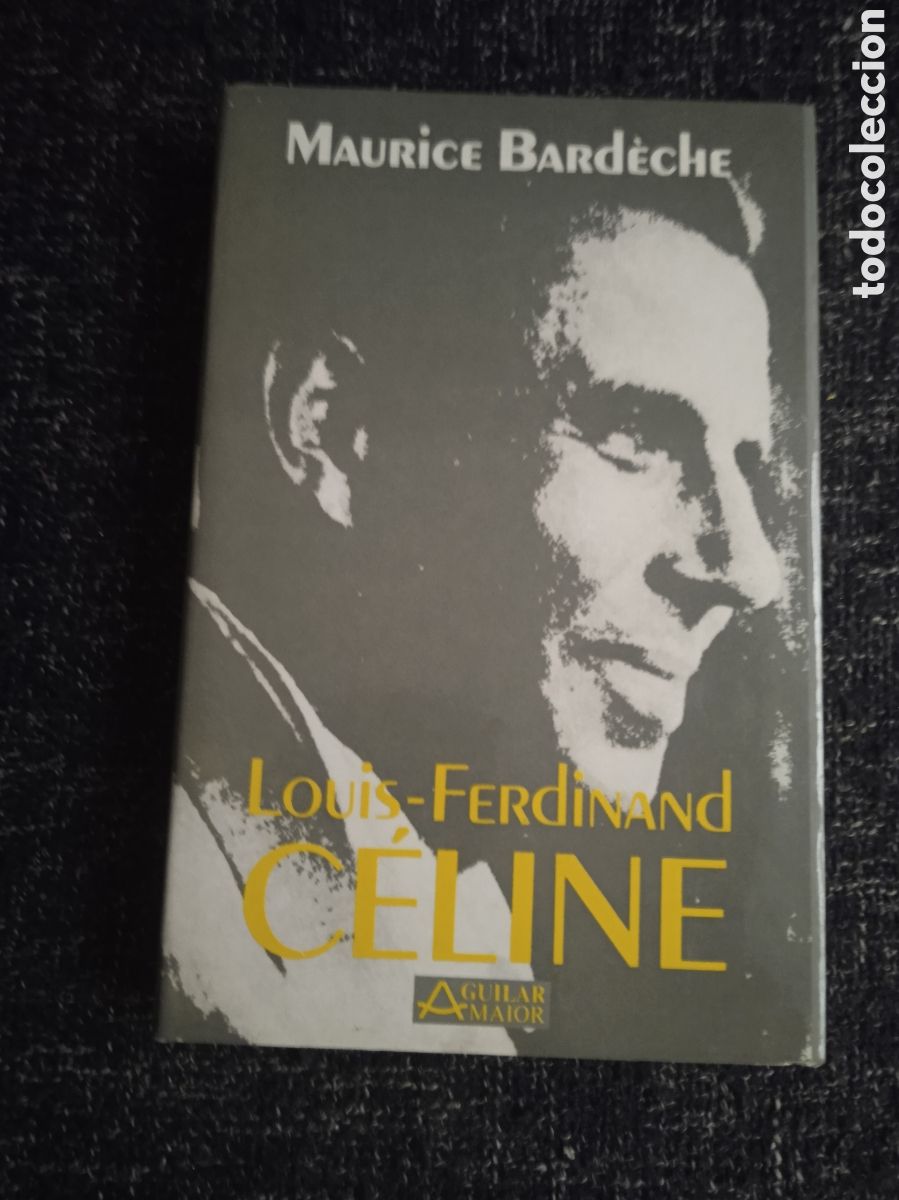 Maurice Bardèche
Louis-Ferdinand
CÉLINE
AGUILAR
MAIOR
todocoleccion